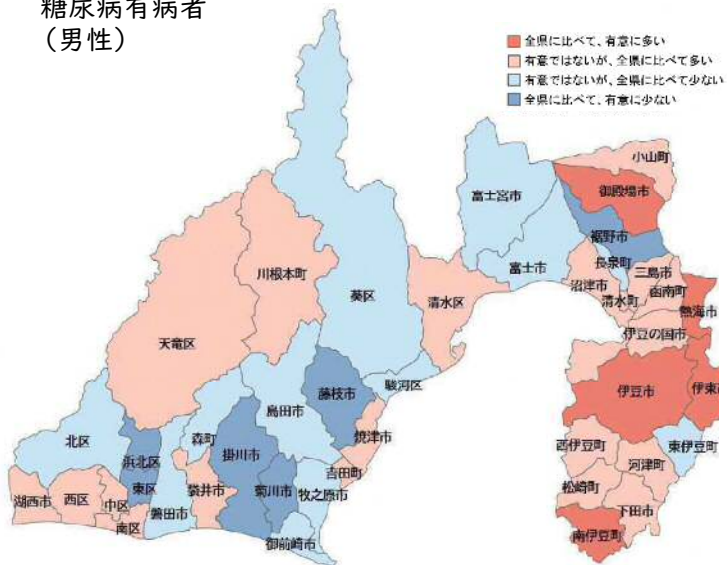 糖尿病有病者
（男性）
全県に比べて、有意に多い
有意ではないが、全県に比べて多い
有意ではないが、全県に比べて少ない
全県に比べて、有意に少ない
小山町
御殿場市
富士宮市
裾野市
長泉町
富士市
三島市
沼津市
函南町
清水町
熱海市
伊豆の国市
川根本町
葵区
清水区
天竜区
駿河区
藤枝市
伊豆市
伊東市
島田市
焼津市
北区
森町
掛川市
浜北区
西伊豆町
東伊豆町
吉田町
河津町
東区
袋井市
菊川市
牧之原市
松崎町
湖西市
西区
中区
磐田市
下田市
南区
南伊豆町
御前崎市